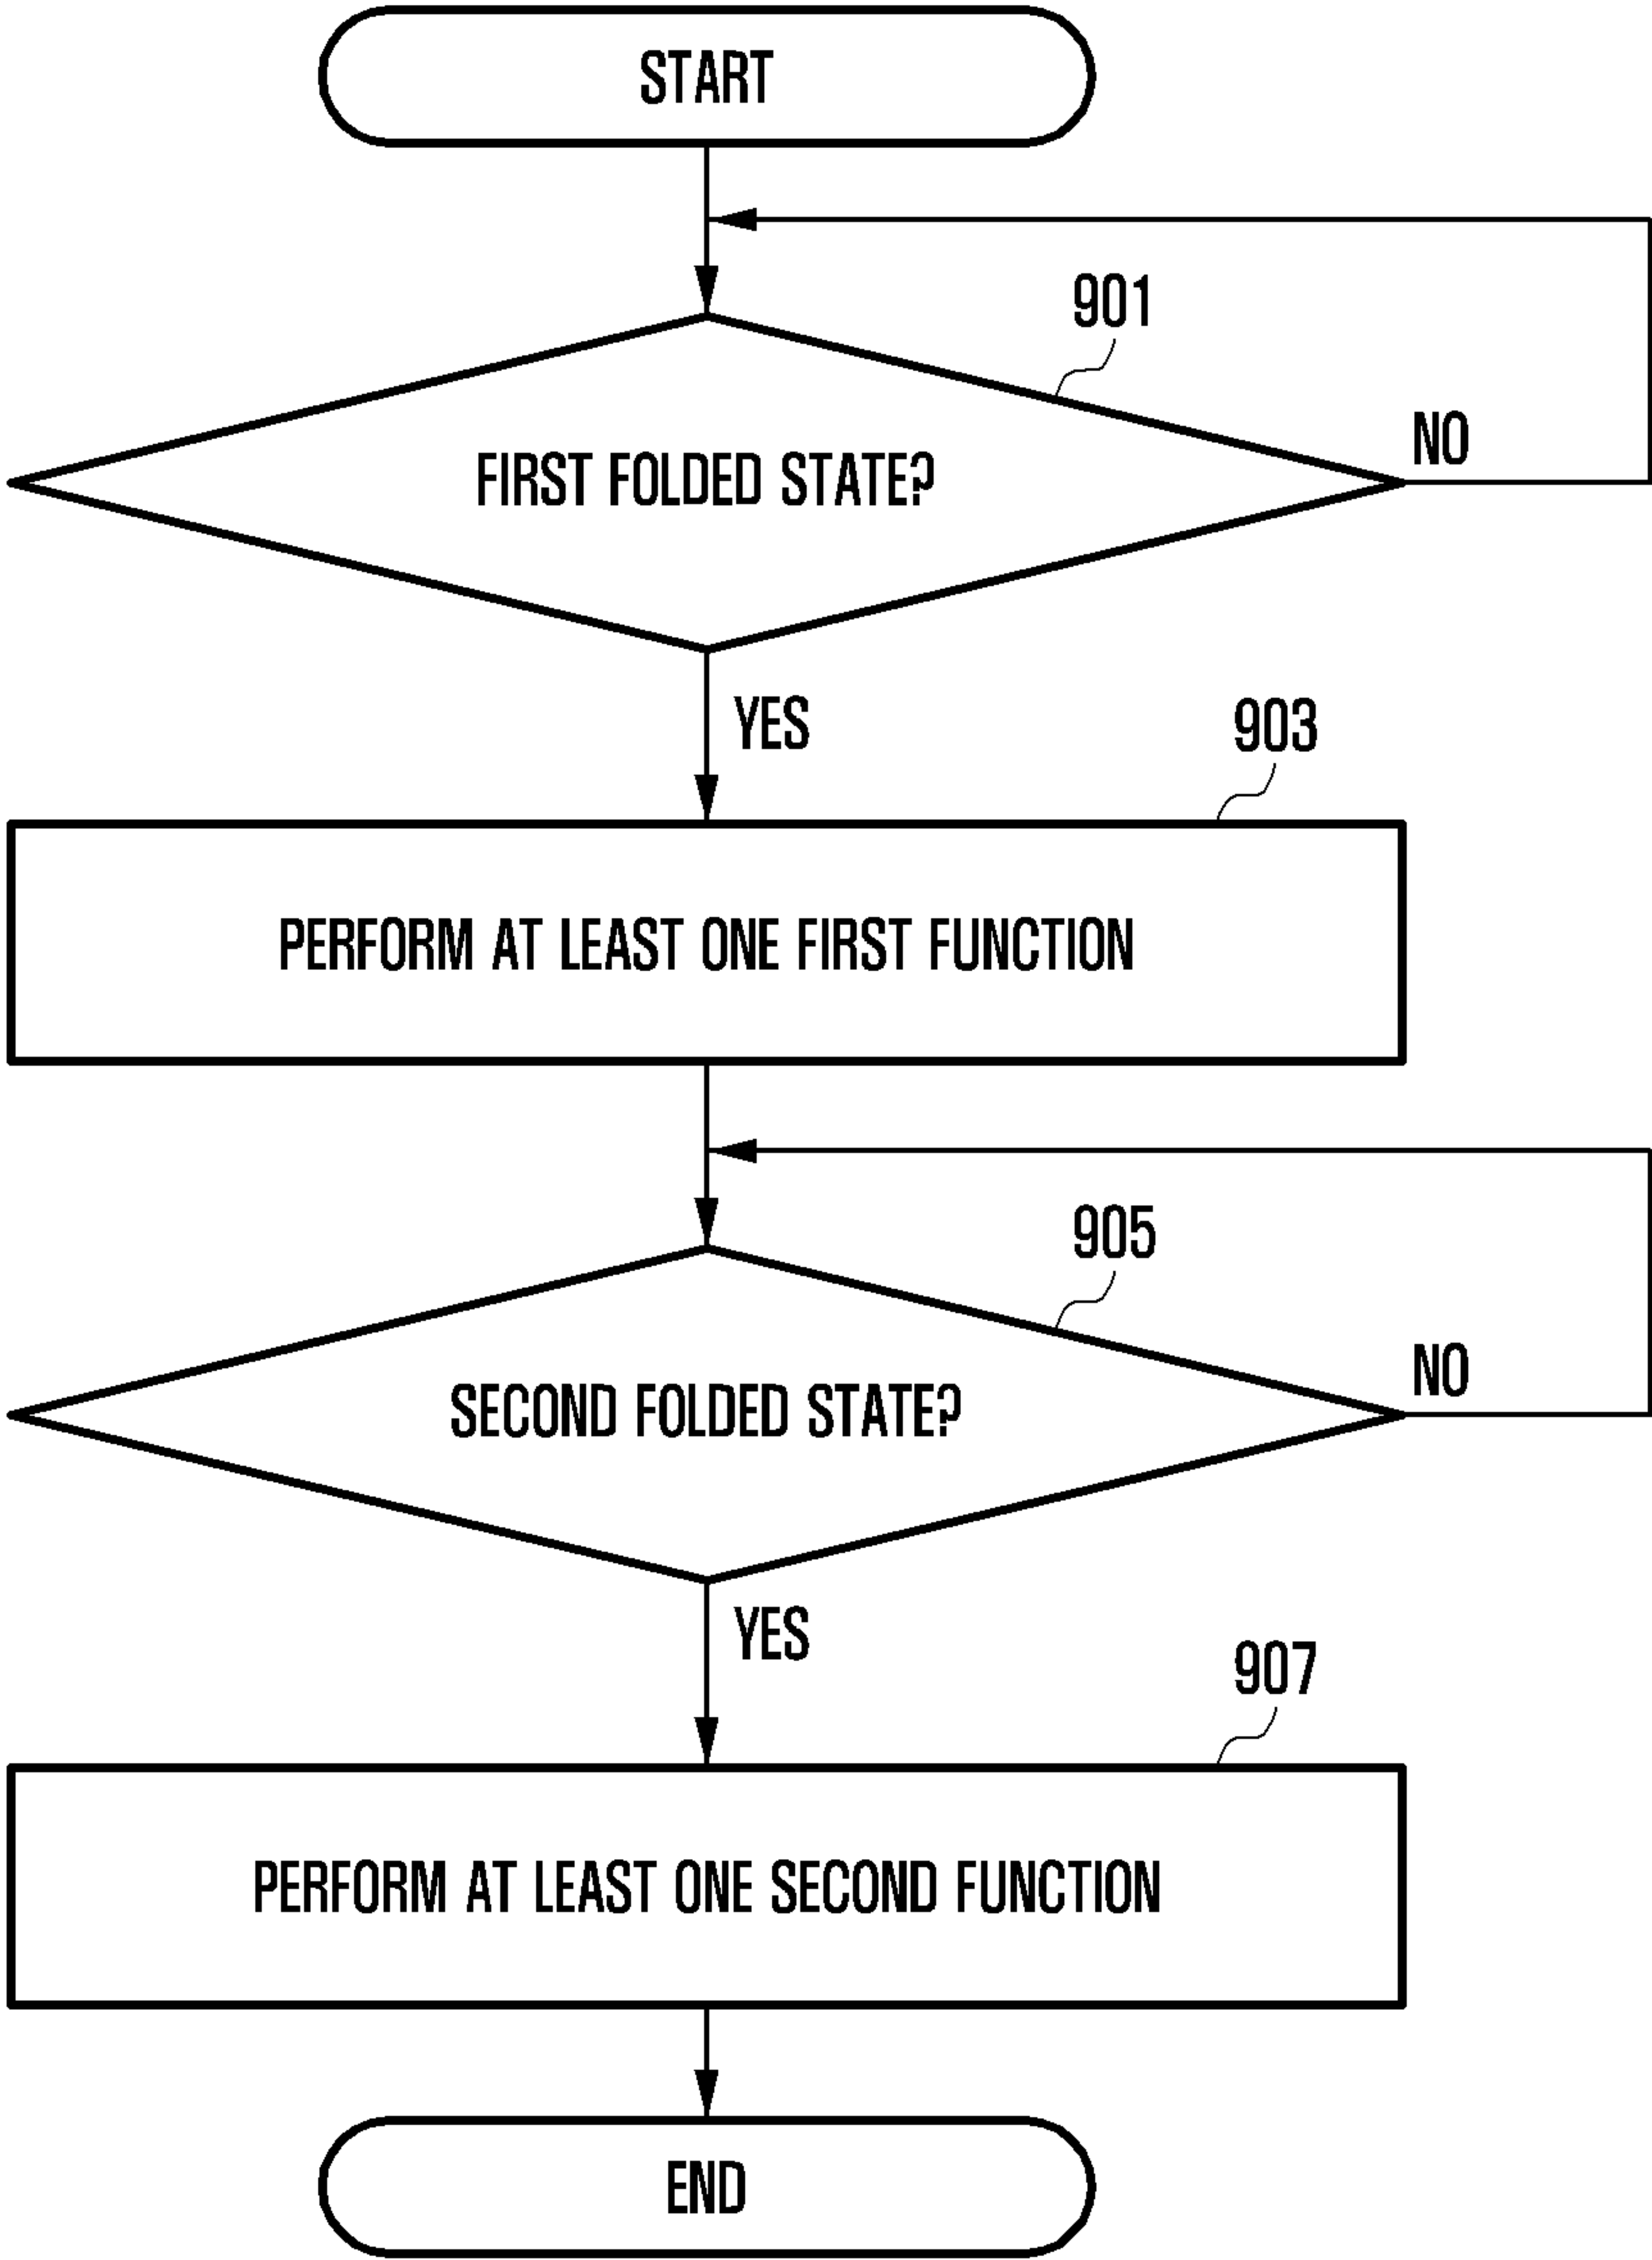 START
901
FIRST FOLDED STATE?
NO
YES
903
PERFORM AT LEAST ONE FIRST FUNCTION
905
SECOND FOLDED STATE?
NO
YES
907
PERFORM AT LEAST ONE SECOND FUNCTION
END